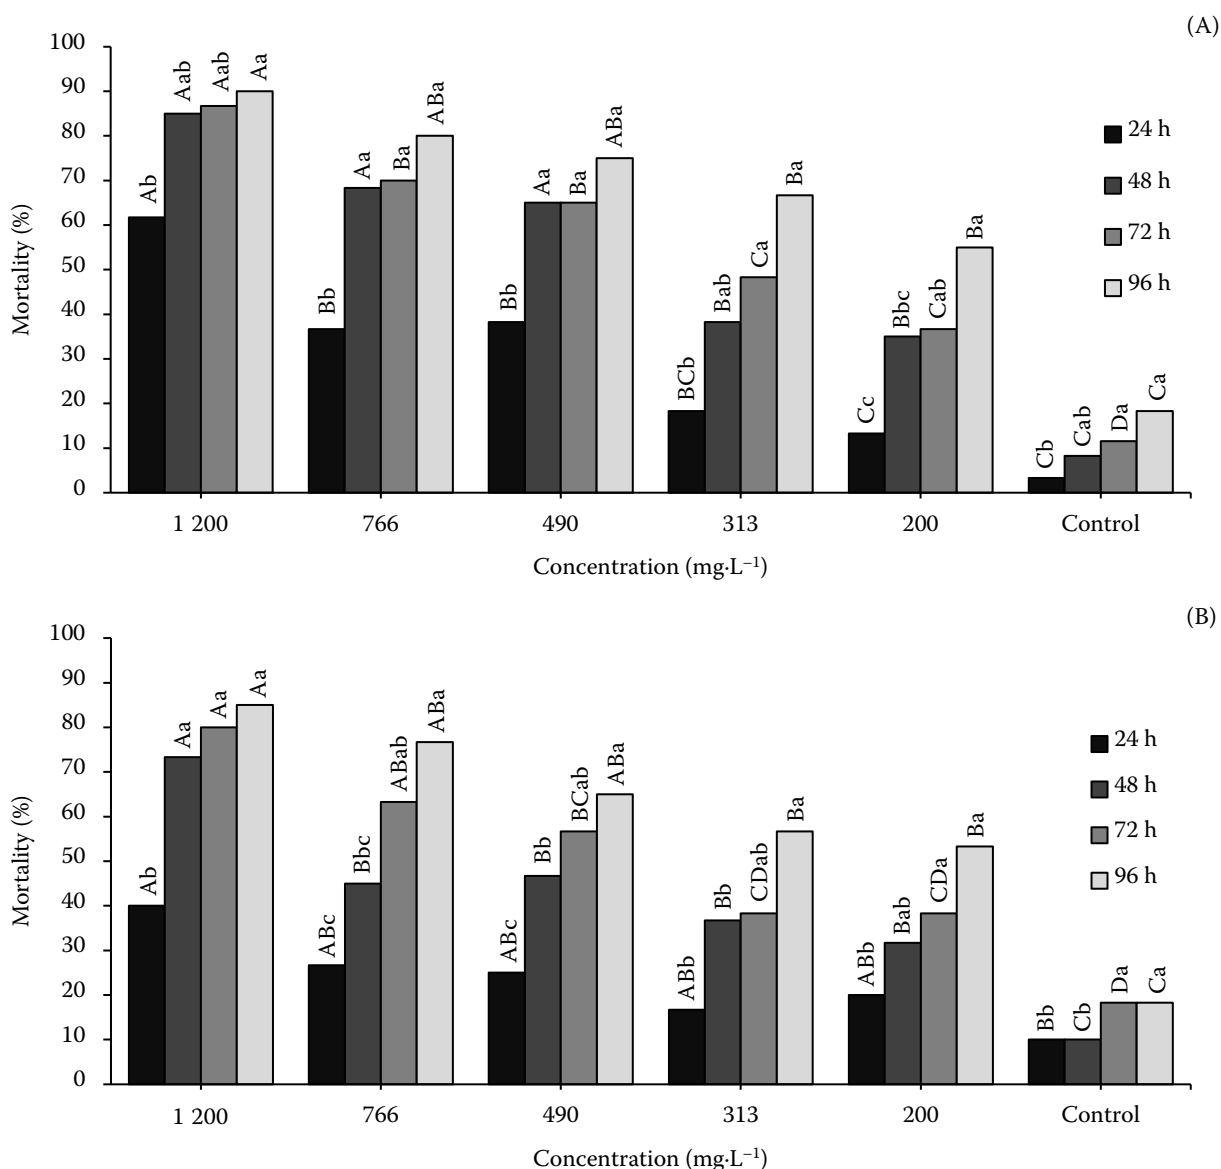 (A)
100
90
80
70
60
50
40
30
20
10
0
Mortality (%)
Ab Aab Aab Aa
Bb Aa Ba ABa
Bb Aa Ba ABa
BCb Bab Ca Ba
Cc Bbc Cab Ba
Cb Cab Da Ca
24 h
48 h
72 h
96 h
1 200 766 490 313 200 Control
Concentration (mg·L⁻¹)
(B)
100
90
80
70
60
50
40
30
20
10
0
Mortality (%)
Ab Aa Aa Aa
ABc Bbc ABab ABa
ABc Bb BCab ABa
ABb Bb CDab Ba
ABb Bab CDa Ba
Bb Cb Da Ca
24 h
48 h
72 h
96 h
1 200 766 490 313 200 Control
Concentration (mg·L⁻¹)